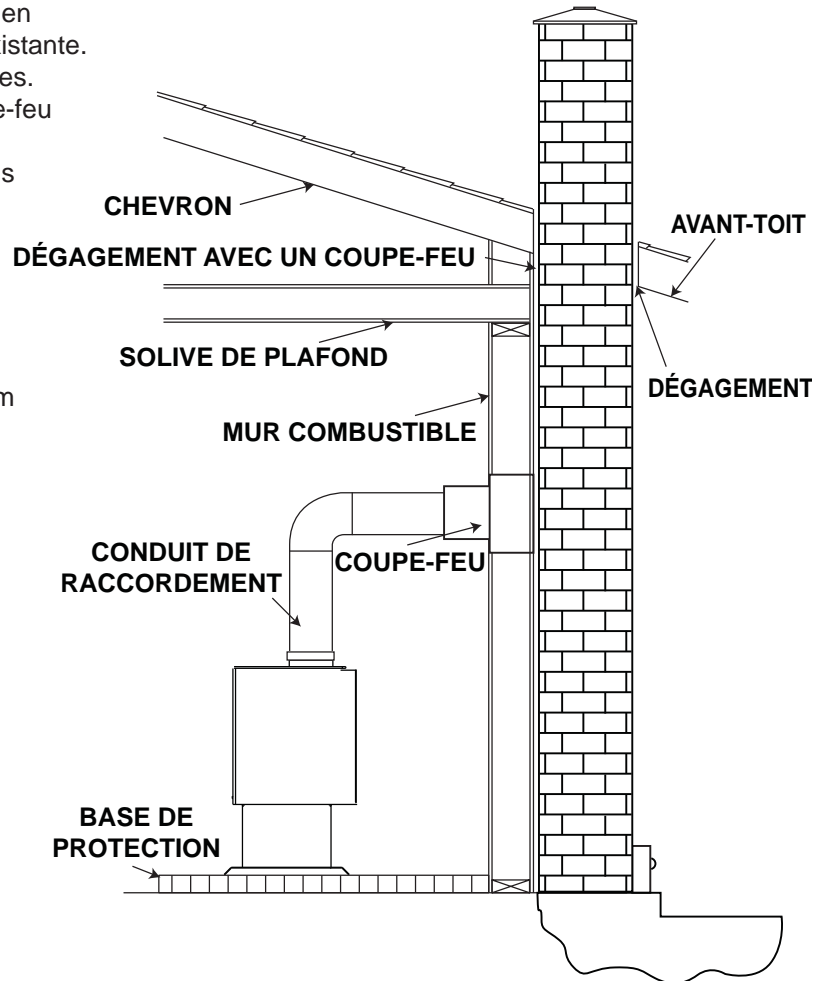 en
istante.
es.
e-feu
s
m
CHEVRON
AVANT-TOIT
DÉGAGEMENT AVEC UN COUPE-FEU
SOLIVE DE PLAFOND
DÉGAGEMENT
MUR COMBUSTIBLE
CONDUIT DE
RACCORDEMENT
COUPE-FEU
BASE DE
PROTECTION